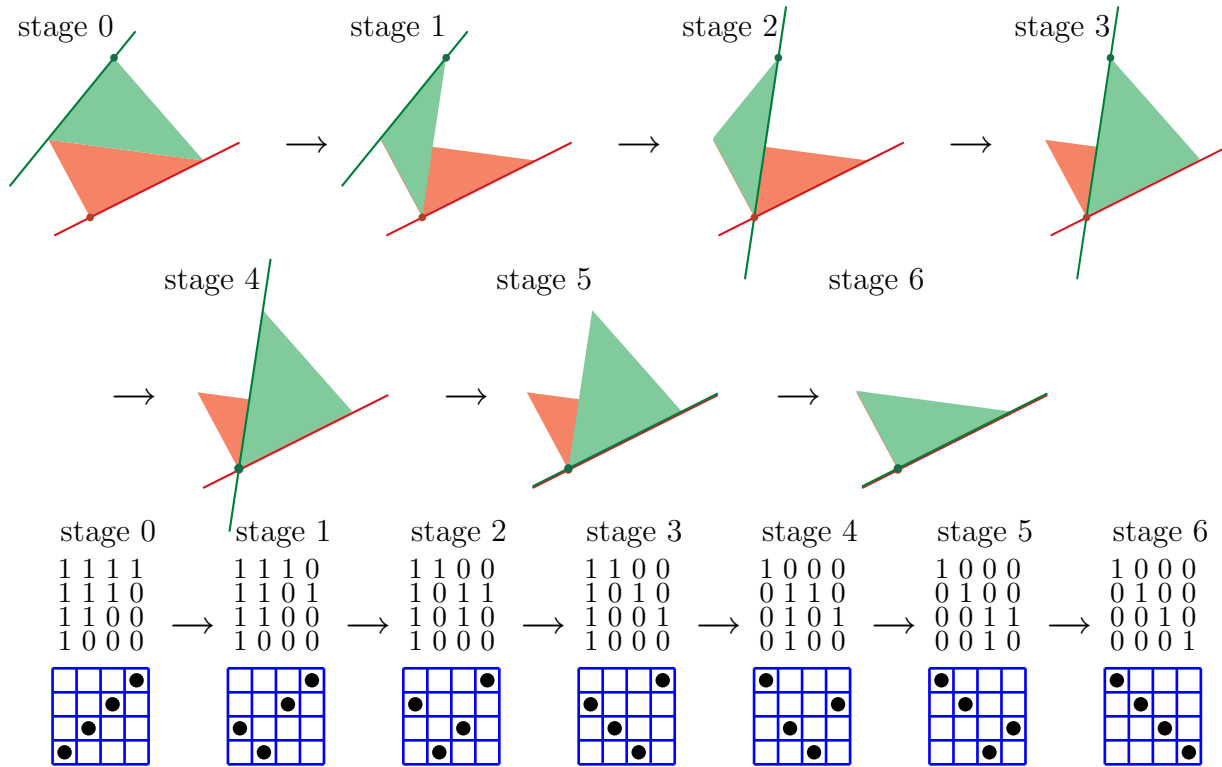 stage 0 stage 1 stage 2 stage 3
→ → →
stage 4 stage 5 stage 6
→ → →
stage 0 stage 1 stage 2 stage 3 stage 4 stage 5 stage 6
1 1 1 1 1 1 1 0 1 1 0 0 1 1 0 0 1 0 0 0 1 0 0 0 1 0 0 0
1 1 1 0 1 1 0 1 1 0 1 1 1 0 1 0 0 1 1 0 0 1 0 0 0 1 0 0
1 1 0 0 → 1 1 0 0 → 1 0 1 0 → 1 0 0 1 → 0 1 0 1 → 0 0 1 1 → 0 0 1 0
1 0 0 0 1 0 0 0 1 0 0 0 1 0 0 0 0 1 0 0 0 0 1 0 0 0 0 1